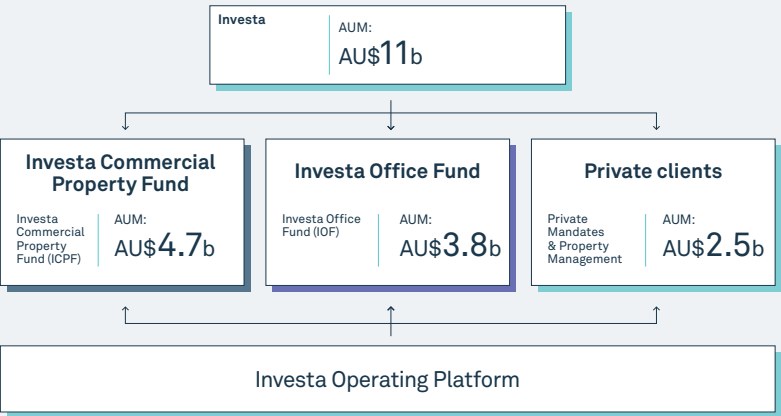 Investa
AUM:
AU$11b
Investa Commercial
Property Fund
Investa
Commercial
Property
Fund (ICPF)
AUM:
AU$4.7b
Investa Office Fund
Investa Office
Fund (IOF)
AUM:
AU$3.8b
Private clients
Private
Mandates
& Property
Management
AUM:
AU$2.5b
Investa Operating Platform